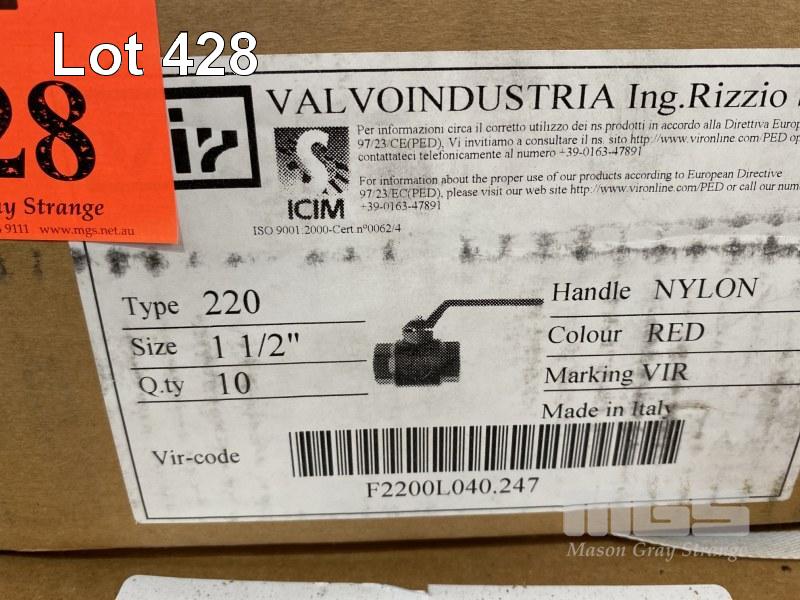 Lot 428
28
ay Strange
9111 www.mgs.net.au
VALVOINDUSTRIA Ing.Rizzio
Per informazioni circa il corretto utilizzo dei ns prodotti in accordo alla Direttiva Europ
97/23/CE(PED), Vi invitiamo a consultare il ns. sito http://www.vironline.com/PED op
contattateci telefonicamente al numero +39-0163-47891
For information about the proper use of our products according to European Directive
97/23/EC(PED), please visit our web site http://www.vironline.com/PED or call our num
+39-0163-47891
ICIM
ISO 9001:2000-Cert.n°0062/4
Type 220
Size 1 1/2"
Q.ty 10
Handle NYLON
Colour RED
Marking VIR
Made in Italy
Vir-code
F2200L040.247
MGS
Mason Gray Strange